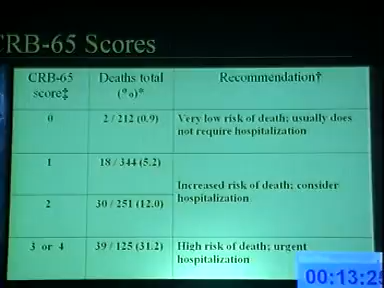 CRB-65 Scores
CRB-65 score‡
Deaths total (%)*
Recommendation†
0
2 / 212 (0.9)
Very low risk of death; usually does
not require hospitalization
1
18 / 344 (5.2)
Increased risk of death; consider
hospitalization
2
30 / 251 (12.0)
3 or 4
39 / 125 (31.2)
High risk of death; urgent
hospitalization
00:13:2